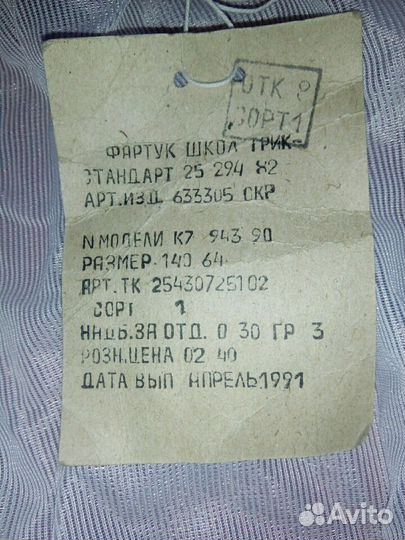 ОТК 8
СОРТ 1
ФАРТУК ШКОЛ ТРИК-
СТАНДАРТ 25 294 82
АРТ.ИЗД. 633305 СКР
N МОДЕЛИ К7 943 90
РАЗМЕР 140 64
АРТ. ТК 25430725102
СОРТ 1
НАДБ.ЗА ОТД. 0 30 ГР 3
РОЗН.ЦЕНА 02 40
ДАТА ВЫП АПРЕЛЬ1991
Avito